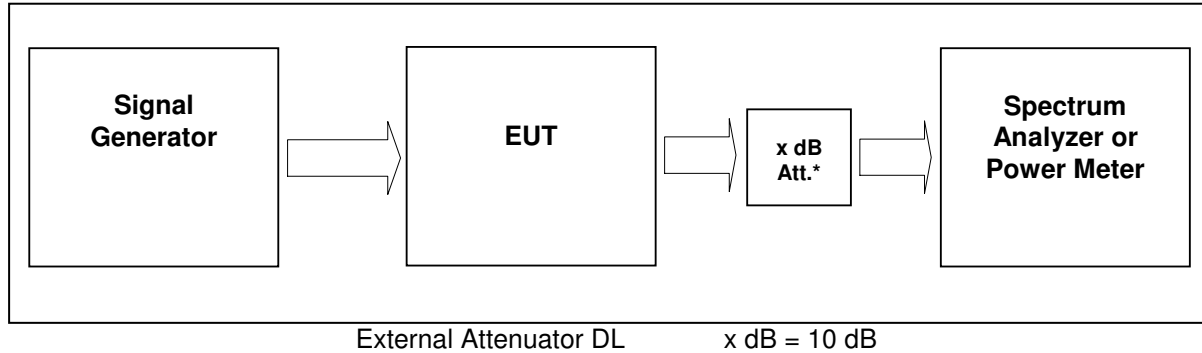 Signal
Generator
EUT
x dB
Att.*
Spectrum
Analyzer or
Power Meter
External Attenuator DL x dB = 10 dB